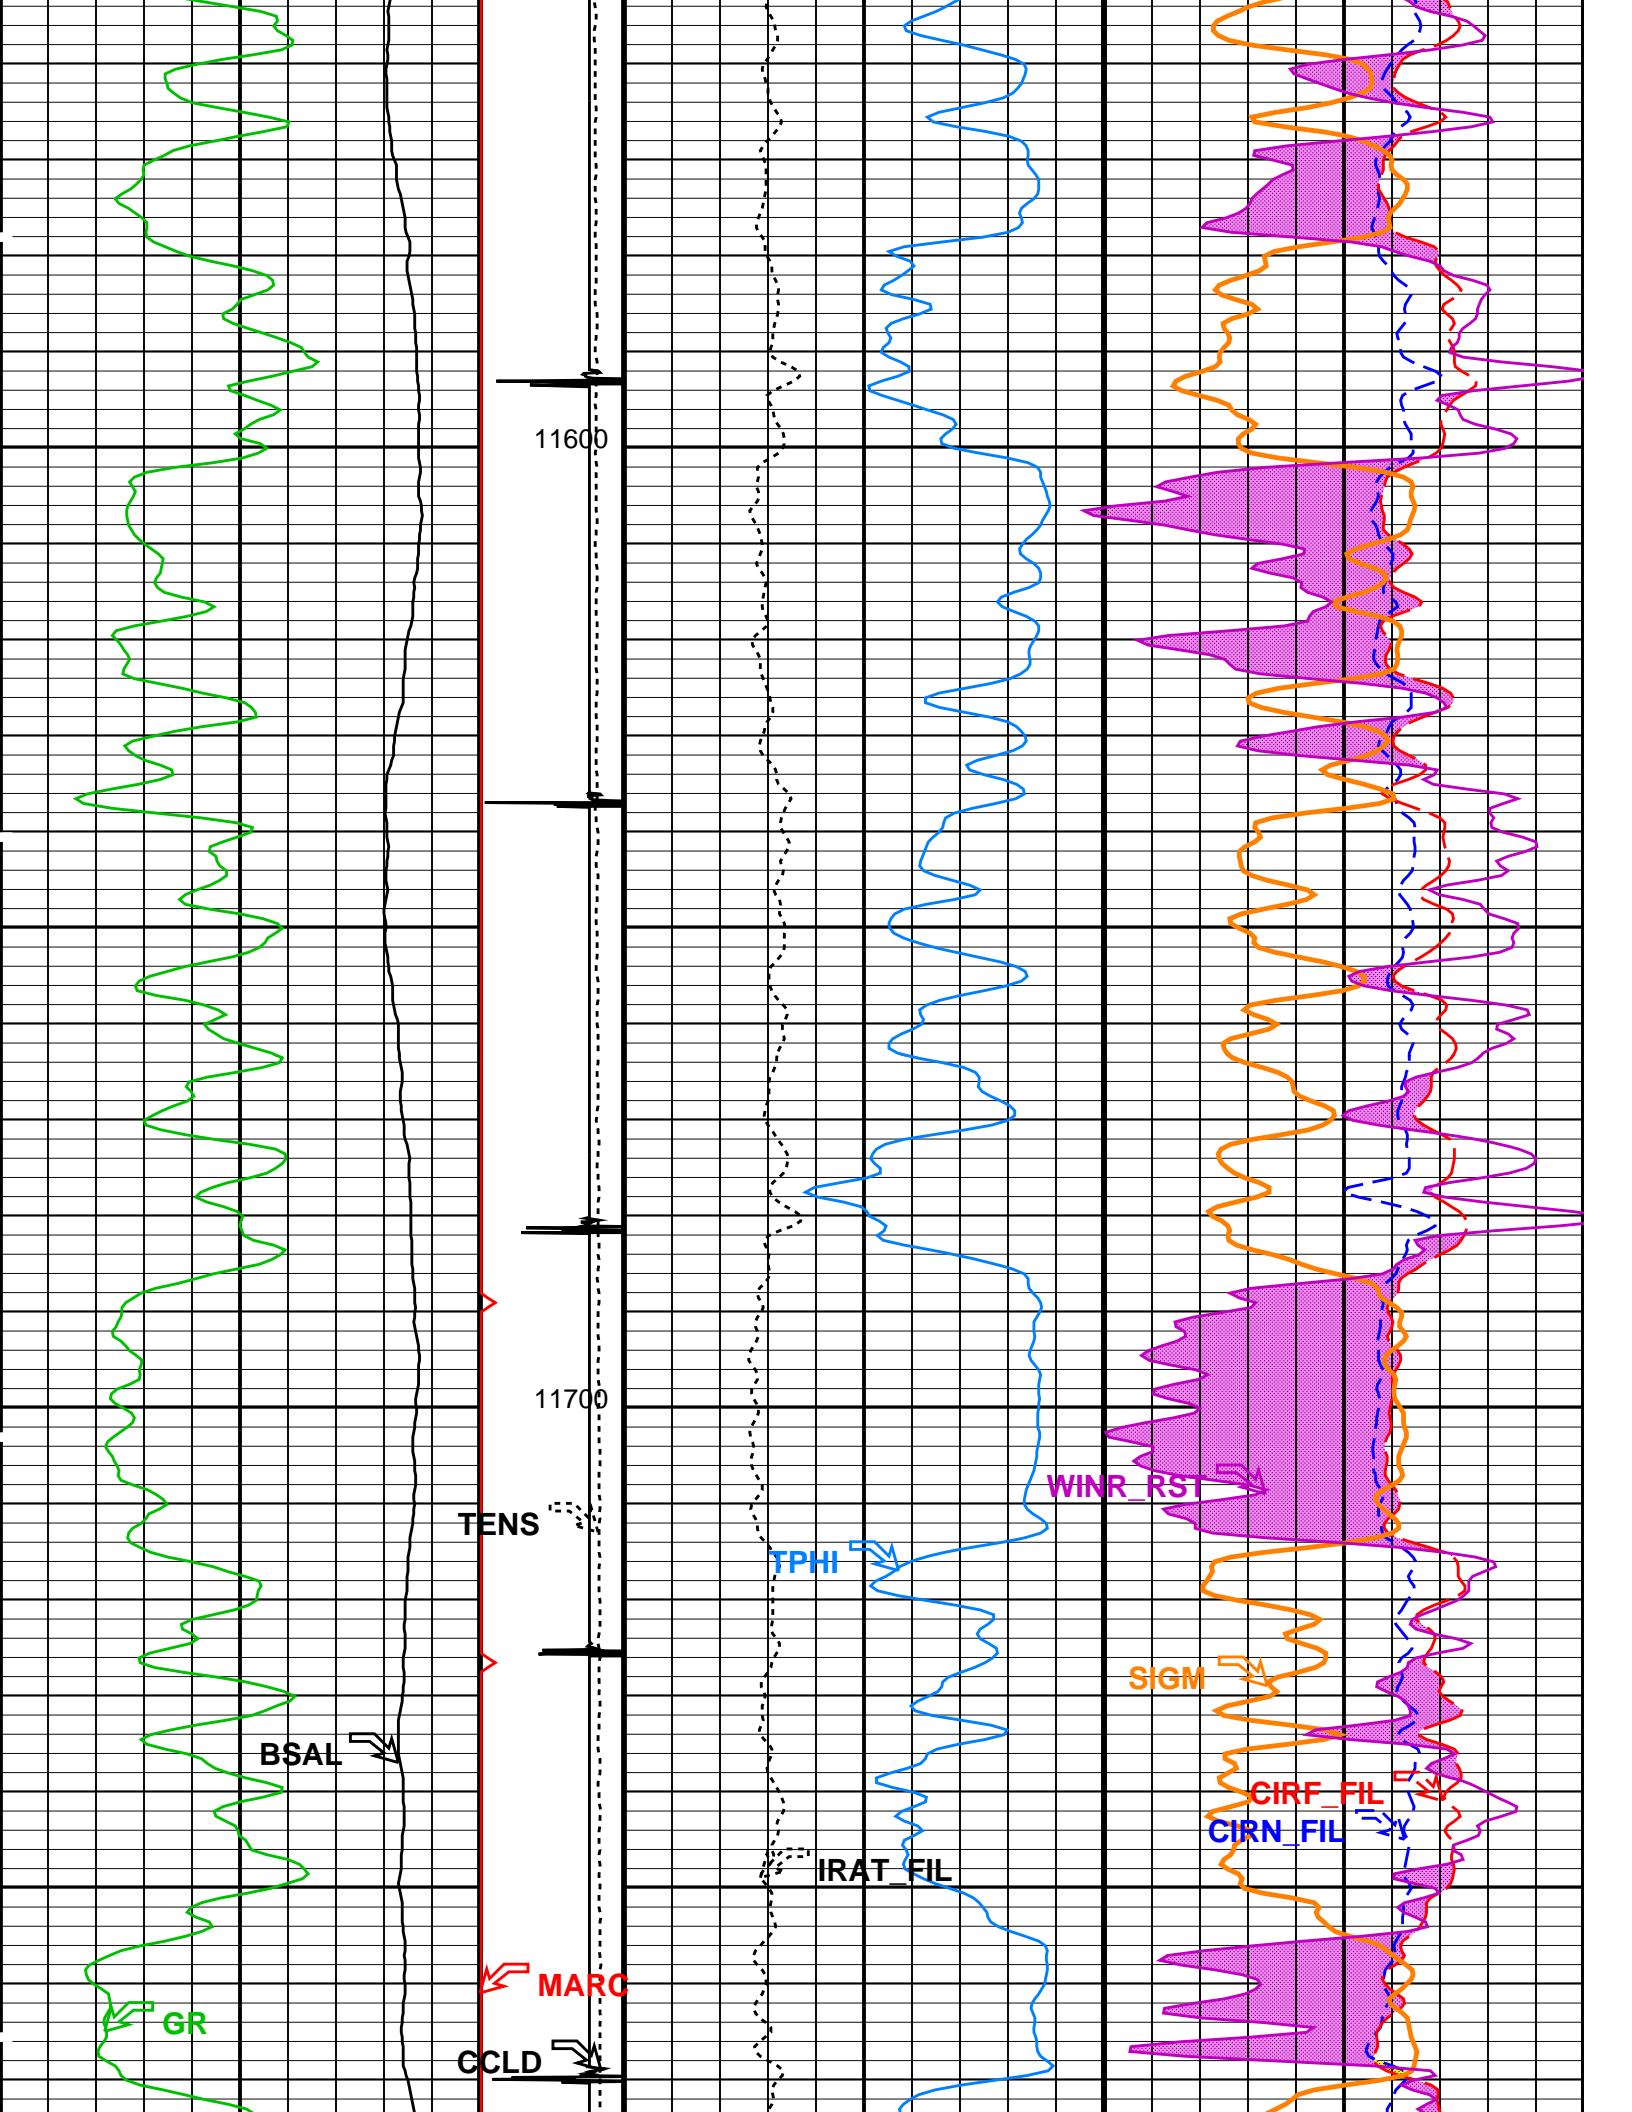 11600
11700
WINR_RST
TENS
TPHI
SIGM
BSAL
CIRF_FIL
CIRN_FIL
IRAT_FIL
MARC
GR
CCLD